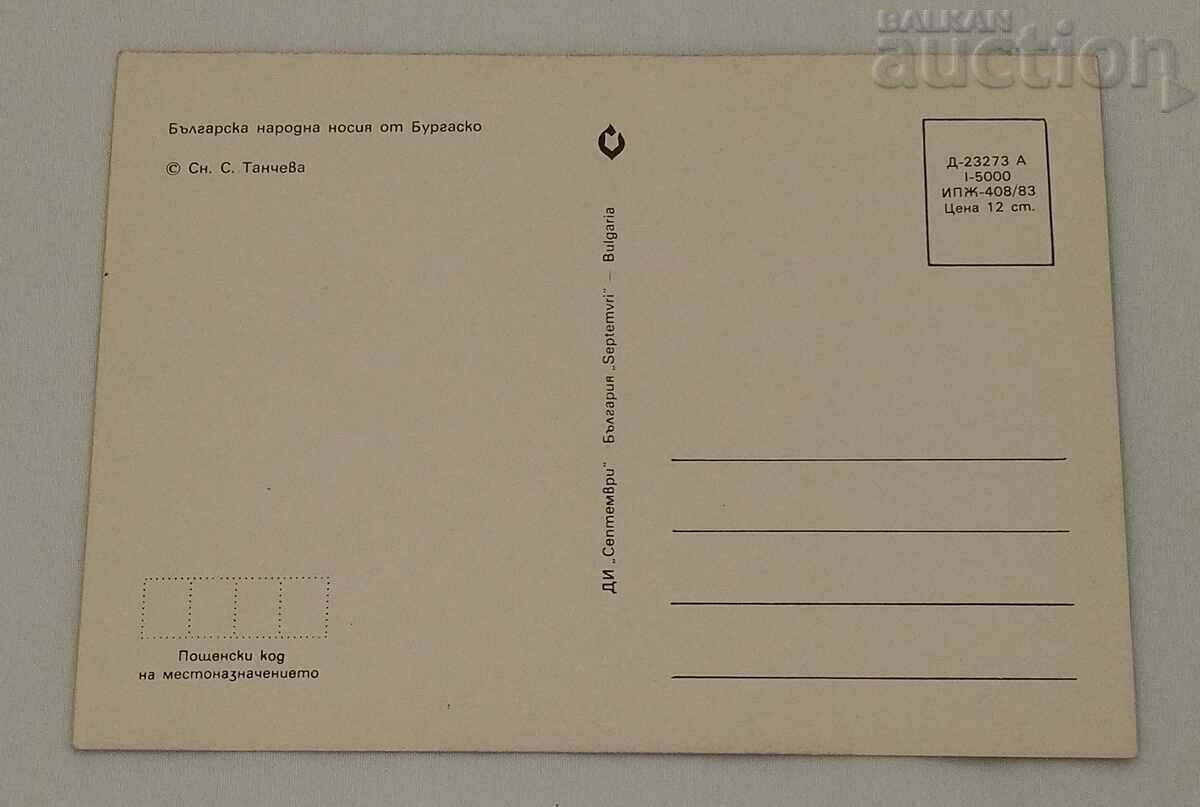 BALKAN
auction
Българска народна носия от Бургаско
© Сн. С. Танчева
Д-23273 А
I-5000
ИПЖ-408/83
Цена 12 ст.
ДИ „Септември" България „Septemvri" – Bulgaria
Пощенски код
на местоназначението